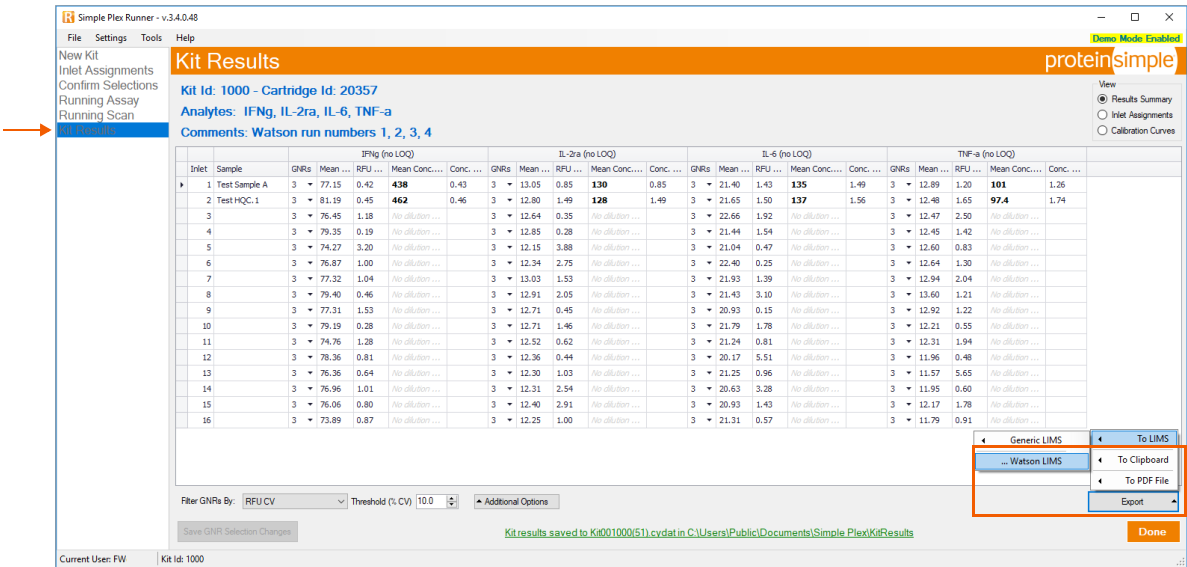 Simple Plex Runner - v.3.4.0.48
File Settings Tools Help
Demo Mode Enabled
New Kit
Inlet Assignments
Confirm Selections
Running Assay
Running Scan
Kit Results
Kit Results
proteinsimple
Kit Id: 1000 - Cartridge Id: 20357
Analytes: IFNg, IL-2ra, IL-6, TNF-a
Comments: Watson run numbers 1, 2, 3, 4
View
Results Summary
Inlet Assignments
Calibration Curves
IFNg (no LOQ) IL-2ra (no LOQ) IL-6 (no LOQ) TNF-a (no LOQ)
Inlet Sample GNRs Mean ... RFU ... Mean Conc.... Conc. ... GNRs Mean ... RFU ... Mean Conc.... Conc. ... GNRs Mean ... RFU ... Mean Conc.... Conc. ... GNRs Mean ... RFU ... Mean Conc.... Conc. ...
1 Test Sample A 3 77.15 0.42 438 0.43 3 13.05 0.85 130 0.85 3 21.40 1.43 135 1.49 3 12.89 1.20 101 1.26
2 Test HQC.1 3 81.19 0.45 462 0.46 3 12.80 1.49 128 1.49 3 21.65 1.50 137 1.56 3 12.48 1.65 97.4 1.74
3 3 76.45 1.18 No dilution ... 3 12.64 0.35 No dilution ... 3 22.66 1.92 No dilution ... 3 12.47 2.50 No dilution ...
4 3 79.35 0.19 No dilution ... 3 12.85 0.28 No dilution ... 3 21.44 1.54 No dilution ... 3 12.45 1.42 No dilution ...
5 3 74.27 3.20 No dilution ... 3 12.15 3.88 No dilution ... 3 21.04 0.47 No dilution ... 3 12.60 0.83 No dilution ...
6 3 76.87 1.00 No dilution ... 3 12.34 2.75 No dilution ... 3 22.40 0.25 No dilution ... 3 12.64 1.30 No dilution ...
7 3 77.32 1.04 No dilution ... 3 13.03 1.53 No dilution ... 3 21.93 1.39 No dilution ... 3 12.94 2.04 No dilution ...
8 3 79.40 0.46 No dilution ... 3 12.91 2.05 No dilution ... 3 21.43 3.10 No dilution ... 3 13.60 1.21 No dilution ...
9 3 77.31 1.53 No dilution ... 3 12.71 0.45 No dilution ... 3 20.93 0.15 No dilution ... 3 12.92 1.22 No dilution ...
10 3 79.19 0.28 No dilution ... 3 12.71 1.46 No dilution ... 3 21.79 1.78 No dilution ... 3 12.21 0.55 No dilution ...
11 3 74.76 1.28 No dilution ... 3 12.52 0.62 No dilution ... 3 21.24 0.81 No dilution ... 3 12.31 1.94 No dilution ...
12 3 78.36 0.81 No dilution ... 3 12.36 0.44 No dilution ... 3 20.17 5.51 No dilution ... 3 11.96 0.48 No dilution ...
13 3 76.36 0.64 No dilution ... 3 12.30 1.03 No dilution ... 3 21.25 0.96 No dilution ... 3 11.57 5.65 No dilution ...
14 3 76.96 1.01 No dilution ... 3 12.31 2.54 No dilution ... 3 20.63 3.28 No dilution ... 3 11.95 0.60 No dilution ...
15 3 76.06 0.80 No dilution ... 3 12.40 2.91 No dilution ... 3 20.93 1.43 No dilution ... 3 12.17 1.78 No dilution ...
16 3 73.89 0.87 No dilution ... 3 12.25 1.00 No dilution ... 3 21.31 0.57 No dilution ... 3 11.79 0.91 No dilution ...
Generic LIMS To LIMS
... Watson LIMS To Clipboard
To PDF File
Filter GNRs By: RFU CV Threshold (% CV) 10.0 Additional Options Export
Save GNR Selection Changes Kit results saved to Kit001000(51).cydat in C:\Users\Public\Documents\Simple Plex\KitResults Done
Current User: FW Kit Id: 1000